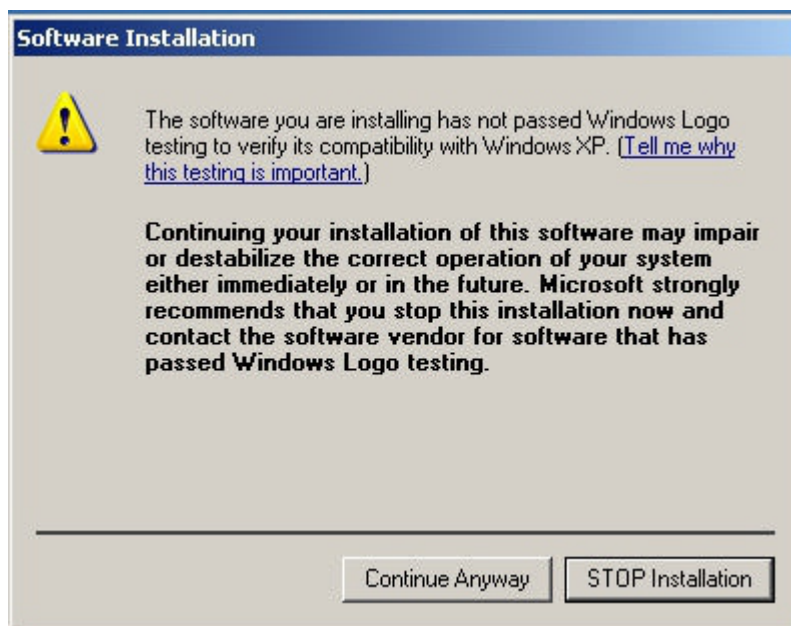 Software Installation
The software you are installing has not passed Windows Logo
testing to verify its compatibility with Windows XP. (Tell me why
this testing is important.)
Continuing your installation of this software may impair
or destabilize the correct operation of your system
either immediately or in the future. Microsoft strongly
recommends that you stop this installation now and
contact the software vendor for software that has
passed Windows Logo testing.
Continue Anyway
STOP Installation